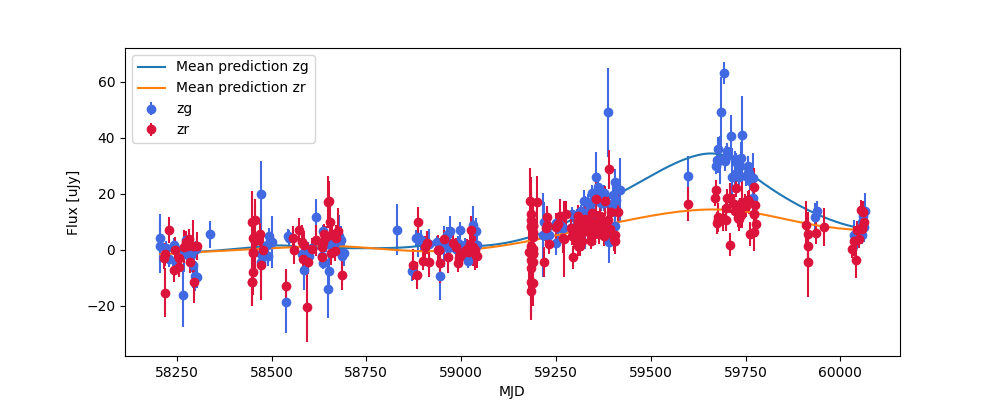 Mean prediction zg
Mean prediction zr
zg
zr
Flux [uJy]
60
40
20
0
−20
58250 58500 58750 59000 59250 59500 59750 60000
MJD